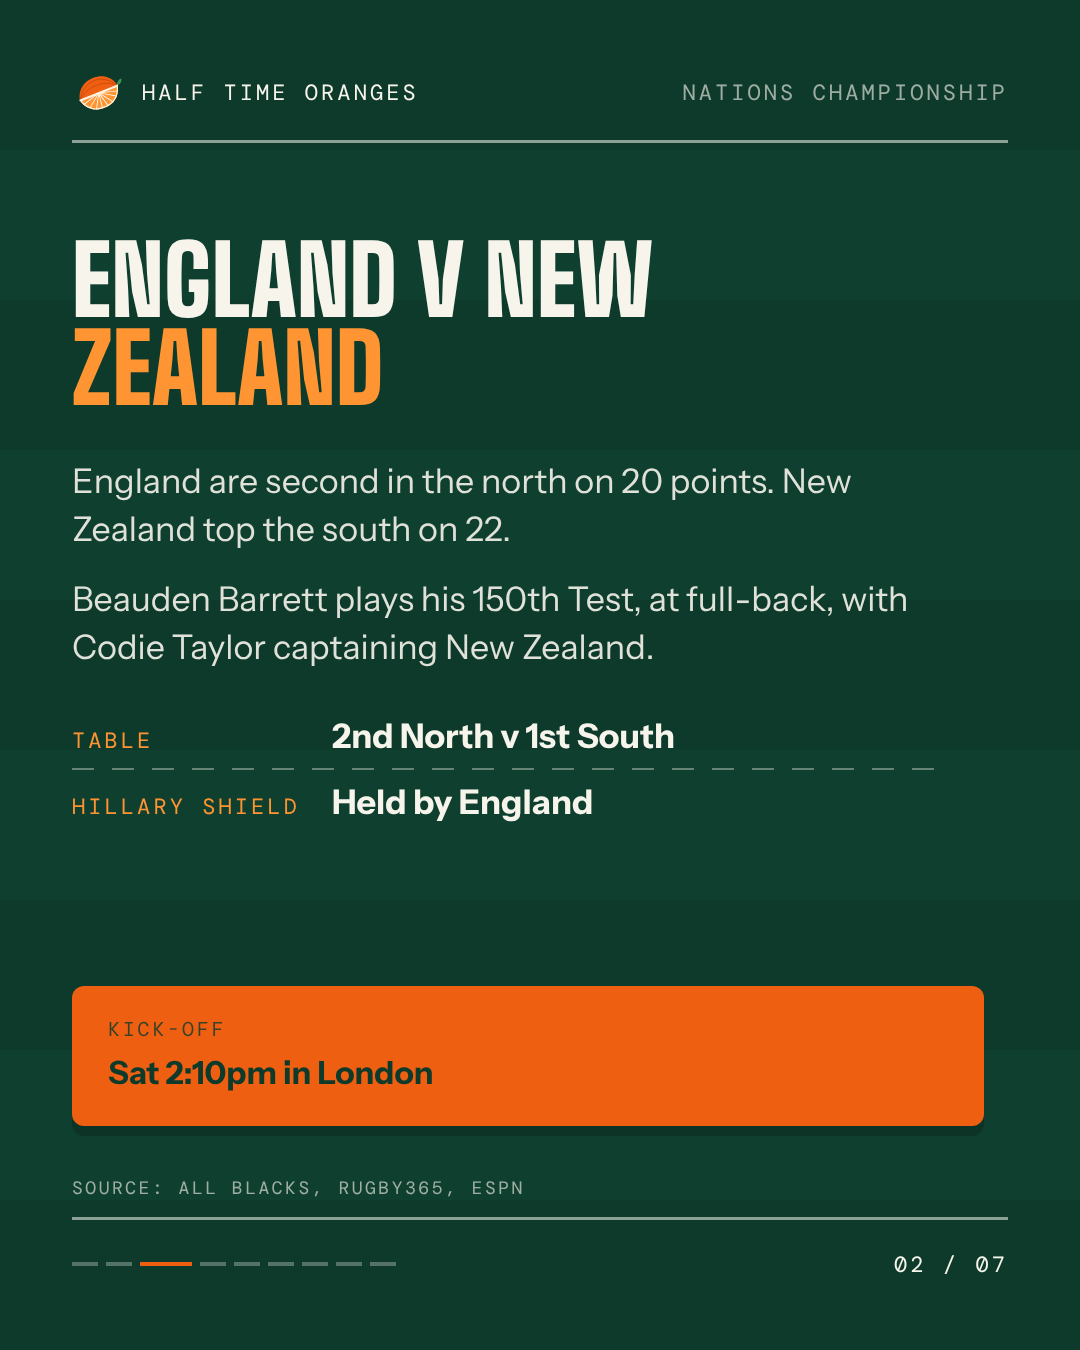 HALF TIME ORANGES
NATIONS CHAMPIONSHIP
ENGLAND V NEW
ZEALAND
England are second in the north on 20 points. New
Zealand top the south on 22.
Beauden Barrett plays his 150th Test, at full-back, with
Codie Taylor captaining New Zealand.
TABLE 2nd North v 1st South
HILLARY SHIELD Held by England
KICK-OFF
Sat 2:10pm in London
SOURCE: ALL BLACKS, RUGBY365, ESPN
02 / 07